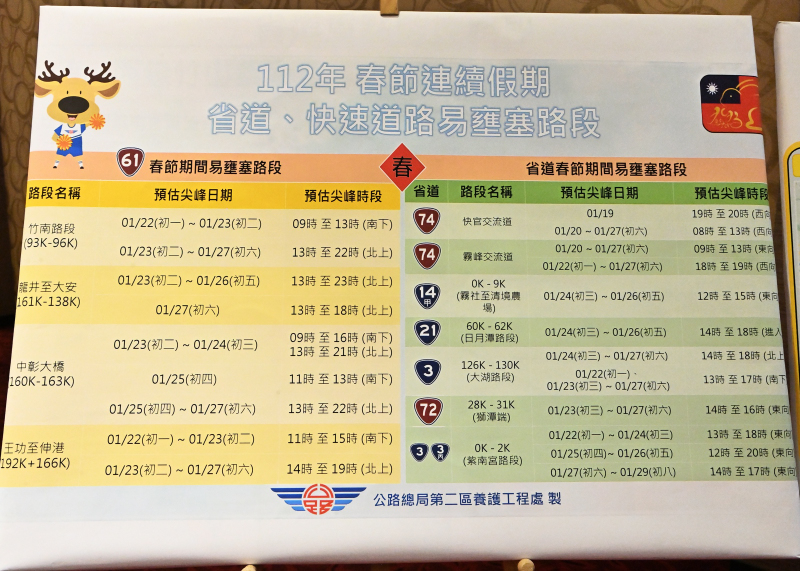 112年 春節連續假期
省道、快速道路易壅塞路段
61 春節期間易壅塞路段
春
省道春節期間易壅塞路段
路段名稱 預估尖峰日期 預估尖峰時段
竹南路段
(93K-96K)
01/22(初一) ~ 01/23(初二) 09時 至 13時 (南下)
01/23(初二) ~ 01/27(初六) 13時 至 22時 (北上)
龍井至大安
161K-138K)
01/23(初二) ~ 01/26(初五) 13時 至 23時 (北上)
01/27(初六) 13時 至 18時 (北上)
中彰大橋
160K-163K)
01/23(初二) ~ 01/24(初三) 09時 至 16時 (南下)
13時 至 21時 (北上)
01/25(初四) 11時 至 13時 (南下)
01/25(初四) ~ 01/27(初六) 13時 至 22時 (北上)
王功至伸港
192K+166K)
01/22(初一) ~ 01/23(初二) 11時 至 15時 (南下)
01/23(初二) ~ 01/27(初六) 14時 至 19時 (北上)
省道 路段名稱 預估尖峰日期 預估尖峰時段
74 快官交流道
01/19 19時 至 20時 (西向
01/20 ~ 01/27(初六) 08時 至 13時 (西向
74 霧峰交流道
01/20 ~ 01/27(初六) 09時 至 13時 (東向
01/22(初一) ~ 01/27(初六) 18時 至 19時 (西向
14甲
0K - 9K
(霧社至清境農
場)
01/24(初三) ~ 01/26(初五) 12時 至 15時 (東向
21
60K - 62K
(日月潭路段)
01/24(初三) ~ 01/26(初五) 14時 至 18時 (進入
3
126K - 130K
(大湖路段)
01/24(初三) ~ 01/27(初六) 14時 至 18時 (北上
01/22(初一)、
01/23(初三) ~ 01/27(初六) 13時 至 17時 (南下
72
28K - 31K
(獅潭端)
01/23(初三) ~ 01/27(初六) 14時 至 16時 (東向
3 3丙
0K - 2K
(紫南宮路段)
01/22(初一) ~ 01/24(初三) 13時 至 18時 (東向
01/25(初四)~ 01/26(初五) 12時 至 20時 (東向
01/27(初六) ~ 01/29(初八) 14時 至 17時 (東向
公路總局第二區養護工程處 製